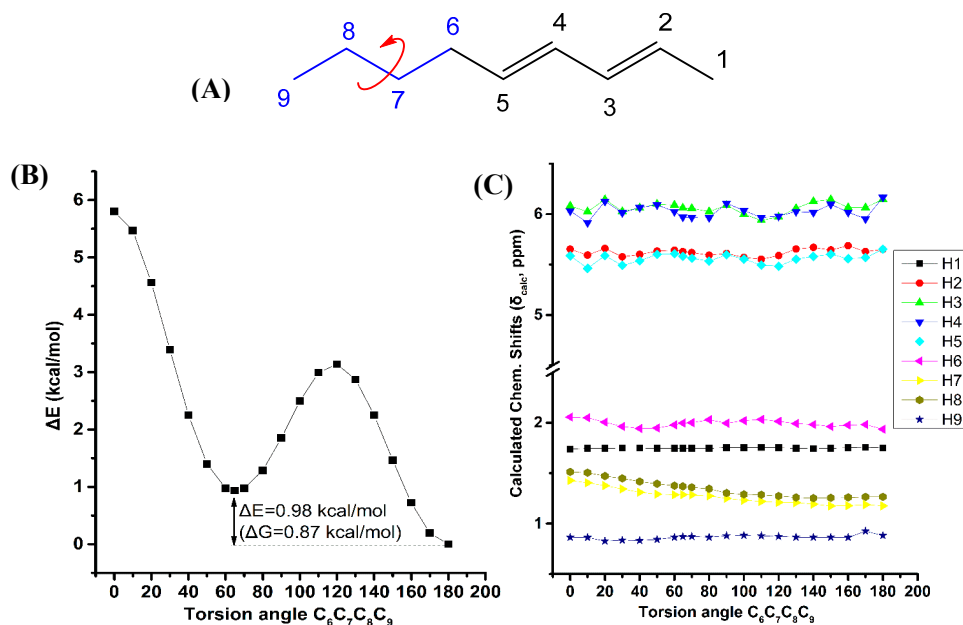 (A)
8
6
4
2
1
9
7
5
3
(B)
ΔE (kcal/mol)
6
5
4
3
2
1
0
ΔE=0.98 kcal/mol
(ΔG=0.87 kcal/mol)
0 20 40 60 80 100 120 140 160 180 200
Torsion angle C₆C₇C₈C₉
(C)
Calculated Chem. Shifts (δcalc, ppm)
6
5
2
1
0 20 40 60 80 100 120 140 160 180 200
Torsion angle C₆C₇C₈C₉
H1
H2
H3
H4
H5
H6
H7
H8
H9